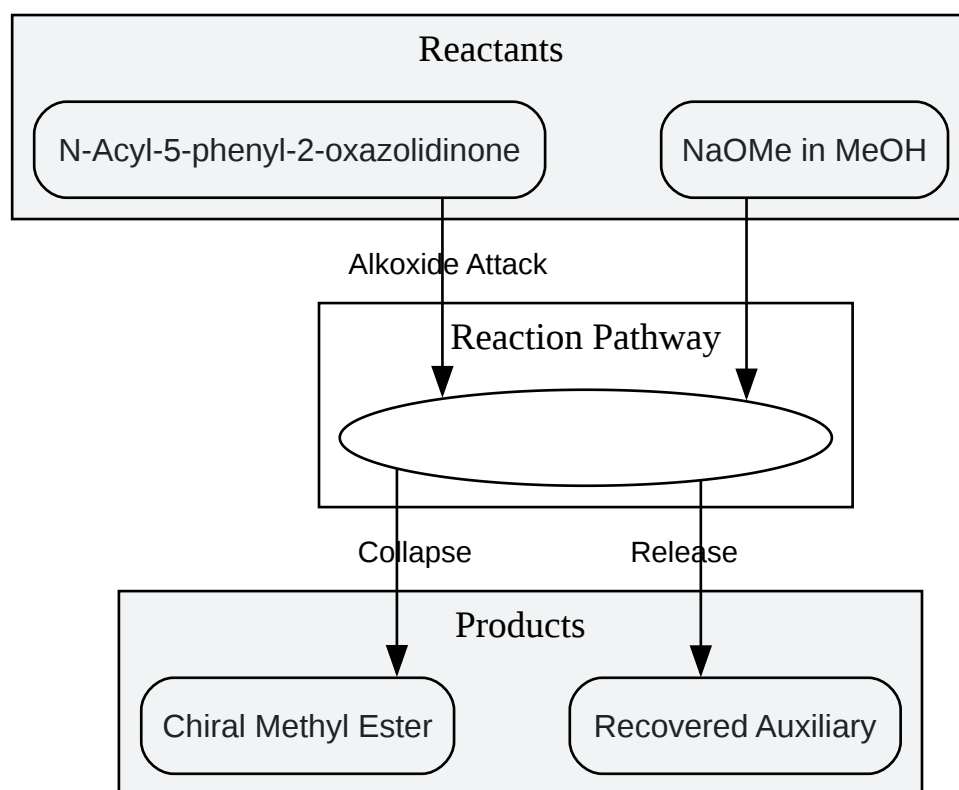 Reactants
N-Acyl-5-phenyl-2-oxazolidinone
NaOMe in MeOH
Alkoxide Attack
Reaction Pathway
Collapse
Release
Products
Chiral Methyl Ester
Recovered Auxiliary